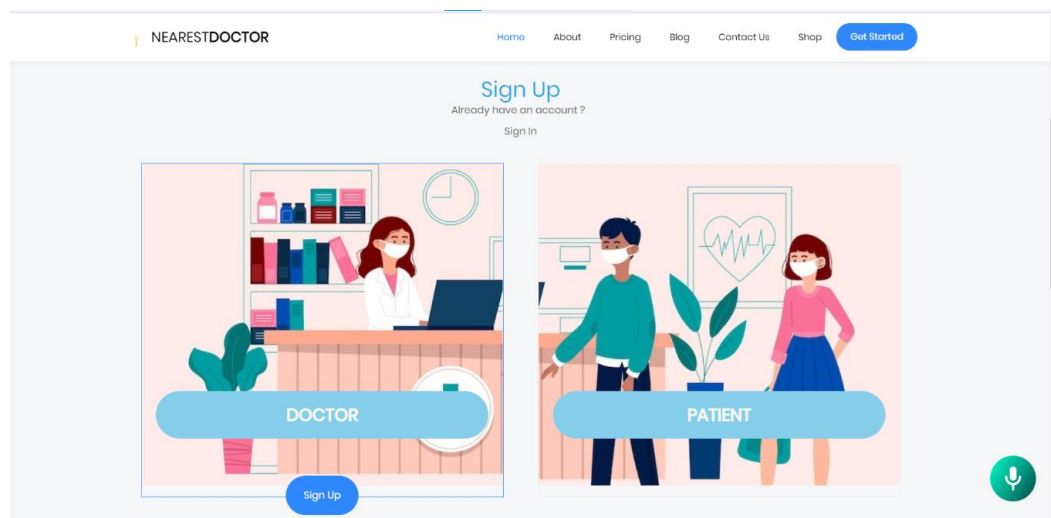 NEARESTDOCTOR
Home About Pricing Blog Contact Us Shop Get Started
Sign Up
Already have an account ?
Sign In
DOCTOR
PATIENT
Sign Up